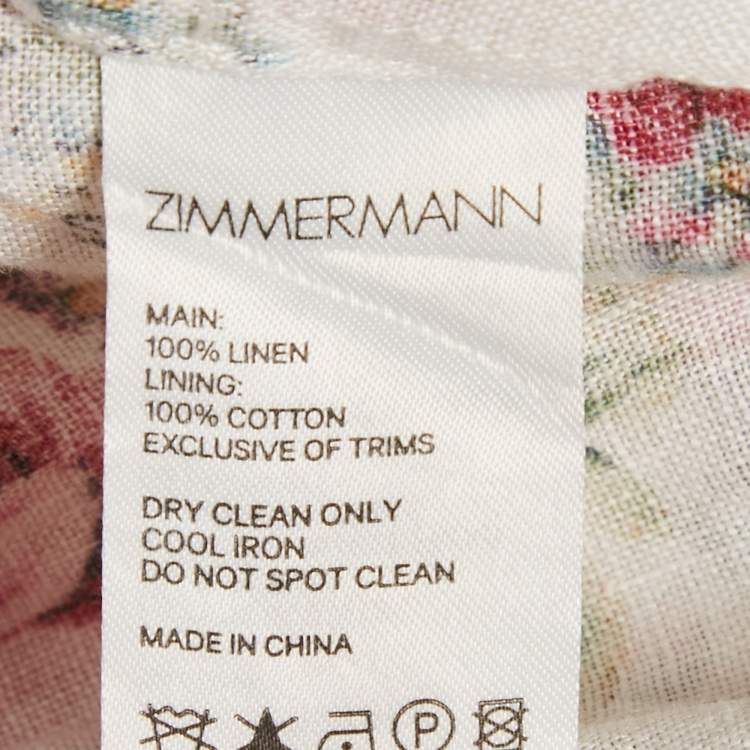 ZIMMERMANN
MAIN:
100% LINEN
LINING:
100% COTTON
EXCLUSIVE OF TRIMS
DRY CLEAN ONLY
COOL IRON
DO NOT SPOT CLEAN
MADE IN CHINA
P